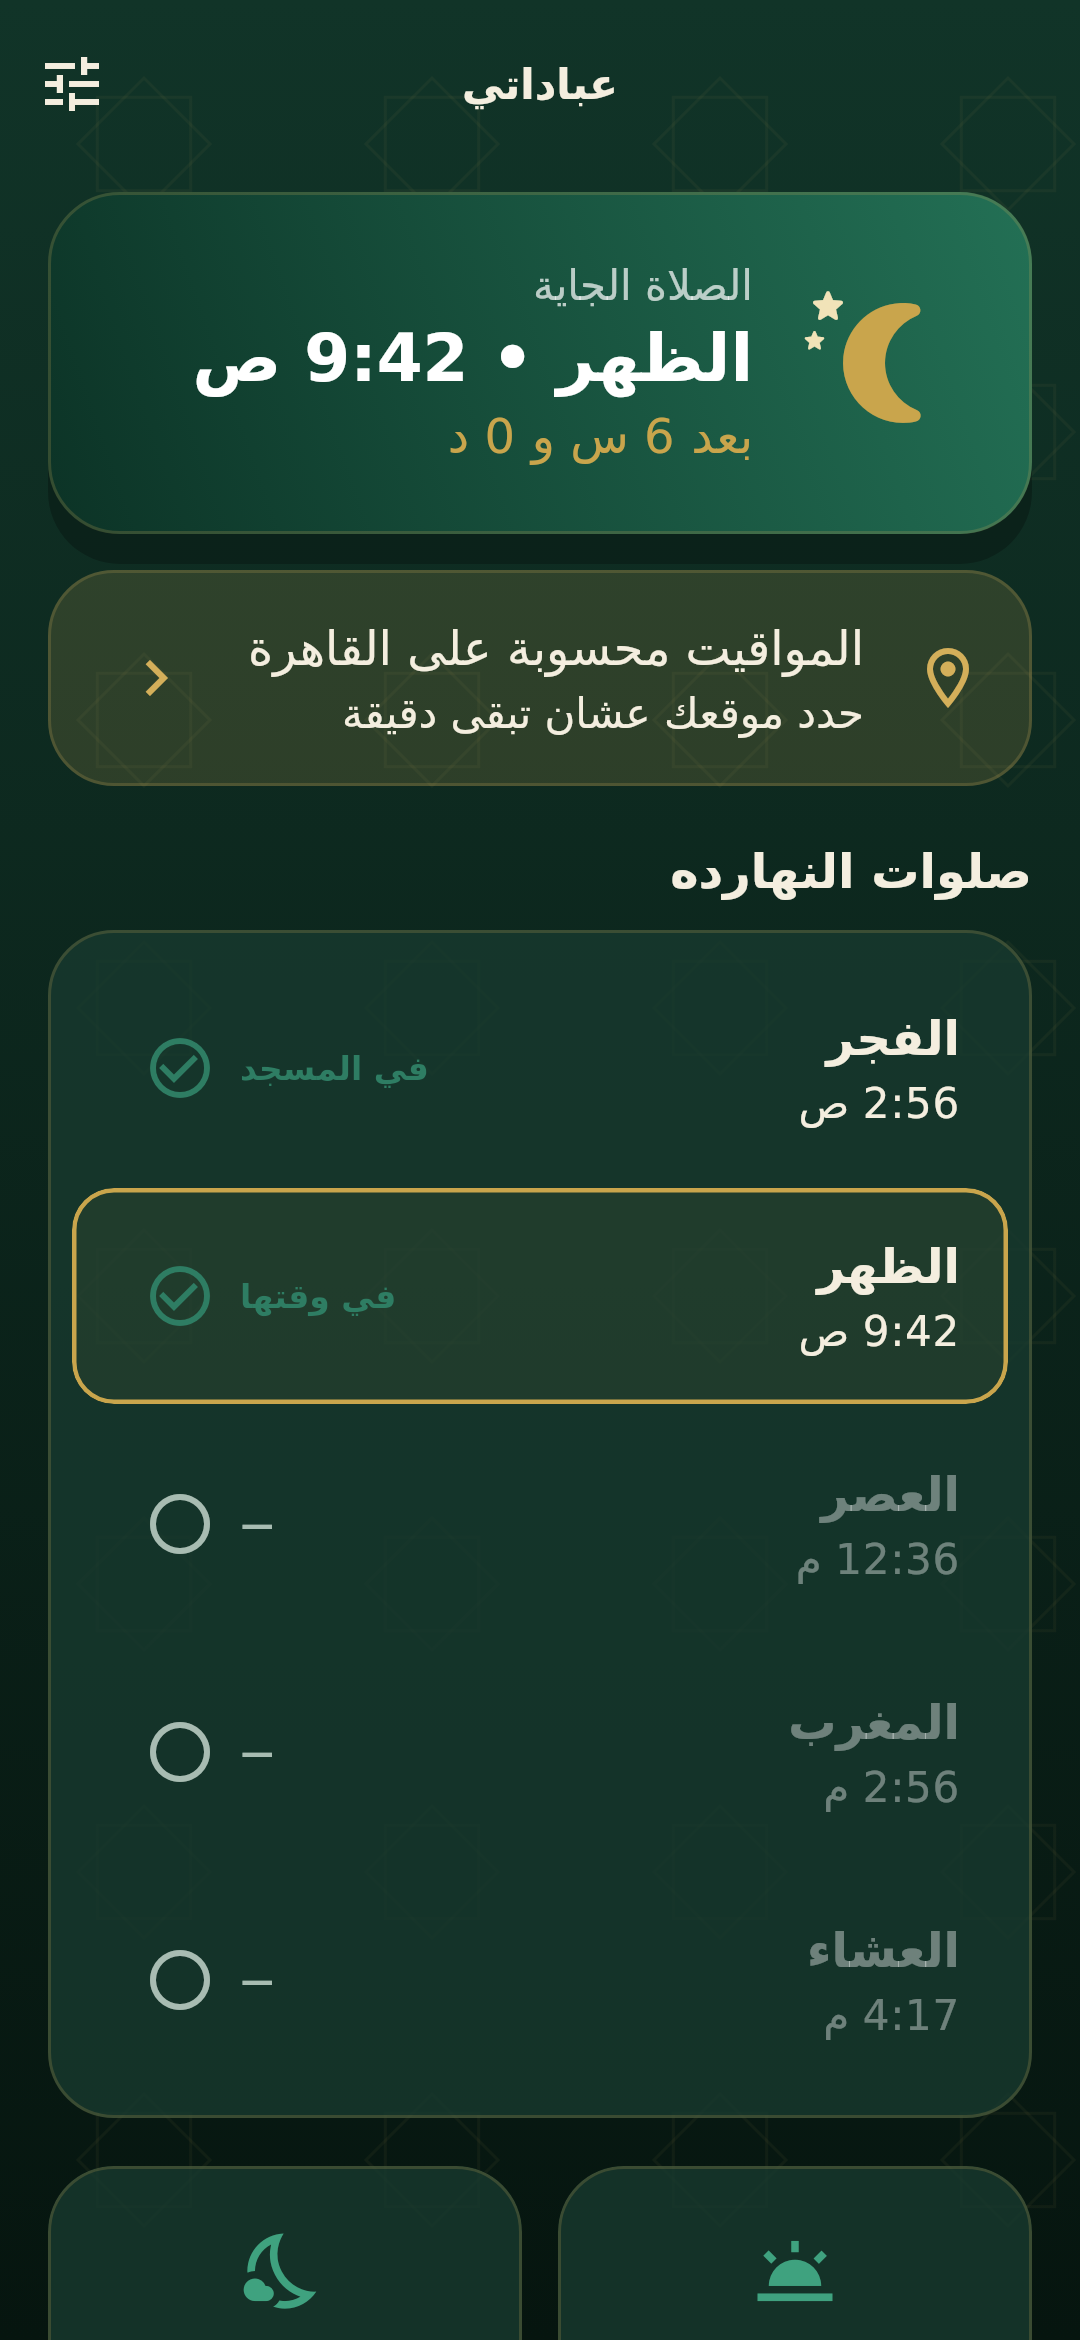 عباداتي
الصلاة الجاية
الظهر • 9:42 ص
بعد 6 س و 0 د
المواقيت محسوبة على القاهرة
حدد موقعك عشان تبقى دقيقة
صلوات النهارده
الفجر
2:56 ص
في المسجد
الظهر
9:42 ص
في وقتها
العصر
12:36 م
–
المغرب
2:56 م
–
العشاء
4:17 م
–